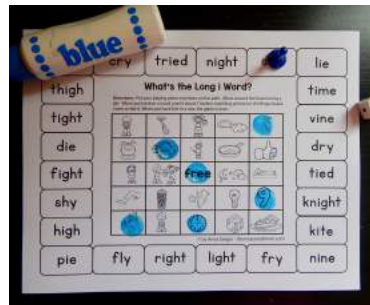 blue
cry tried night lie
What's the Long i Word?
thigh time
tight vine
die dry
free
fight tied
shy knight
9
high kite
pie fly right light fry nine